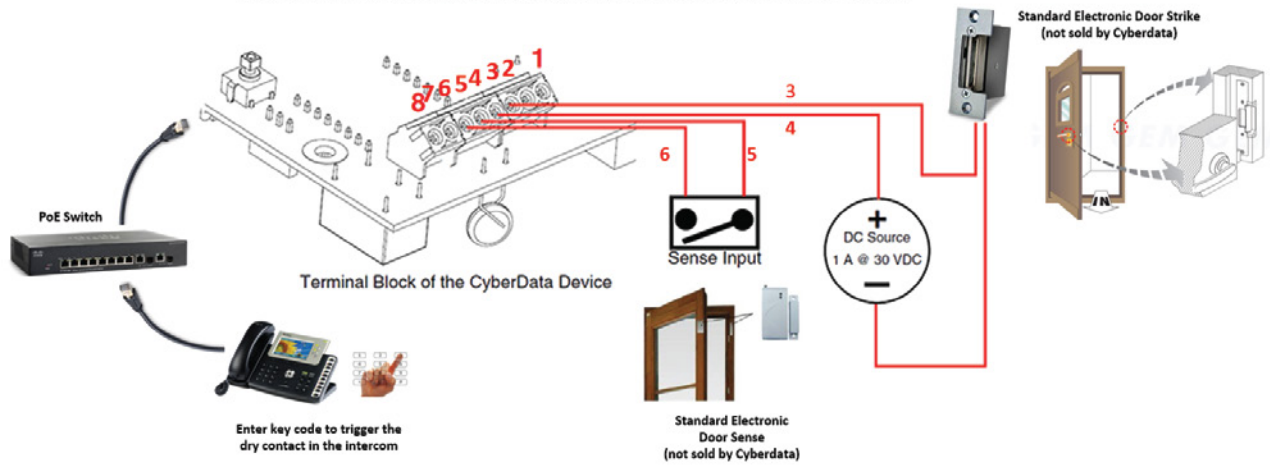 Standard Electronic Door Strike
(not sold by Cyberdata)
1
2
3
4
5
6
7
8
3
4
6
5
PoE Switch
+
DC Source
1 A @ 30 VDC
Sense Input
IN
Terminal Block of the CyberData Device
Enter key code to trigger the
dry contact in the intercom
Standard Electronic
Door Sense
(not sold by Cyberdata)